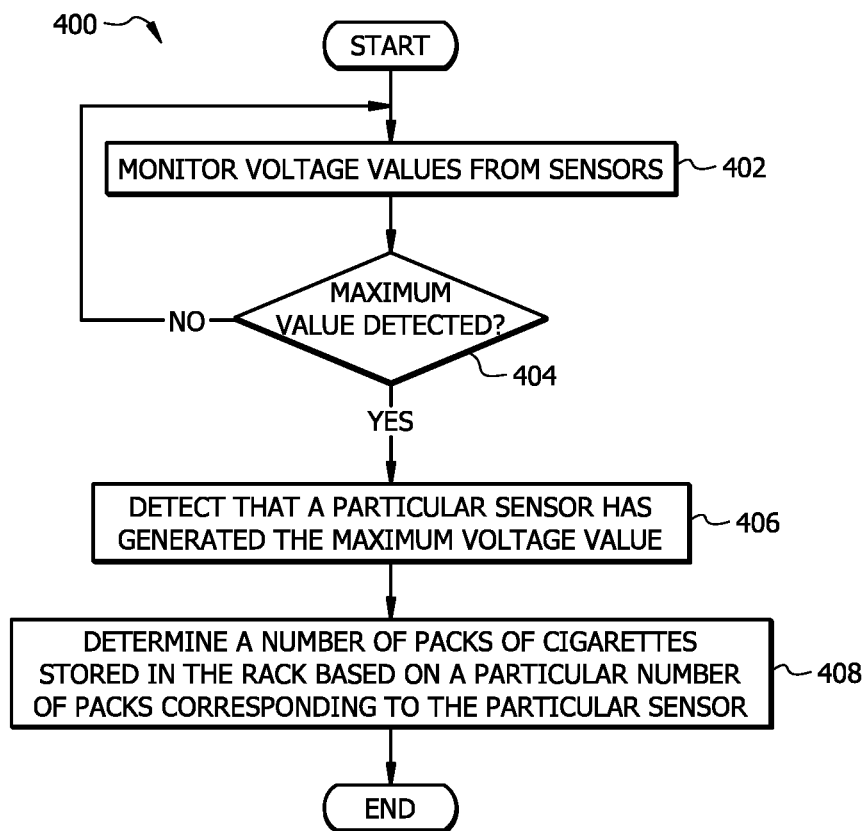 400
START
MONITOR VOLTAGE VALUES FROM SENSORS
402
MAXIMUM
VALUE DETECTED?
NO
404
YES
DETECT THAT A PARTICULAR SENSOR HAS
GENERATED THE MAXIMUM VOLTAGE VALUE
406
DETERMINE A NUMBER OF PACKS OF CIGARETTES
STORED IN THE RACK BASED ON A PARTICULAR NUMBER
OF PACKS CORRESPONDING TO THE PARTICULAR SENSOR
408
END